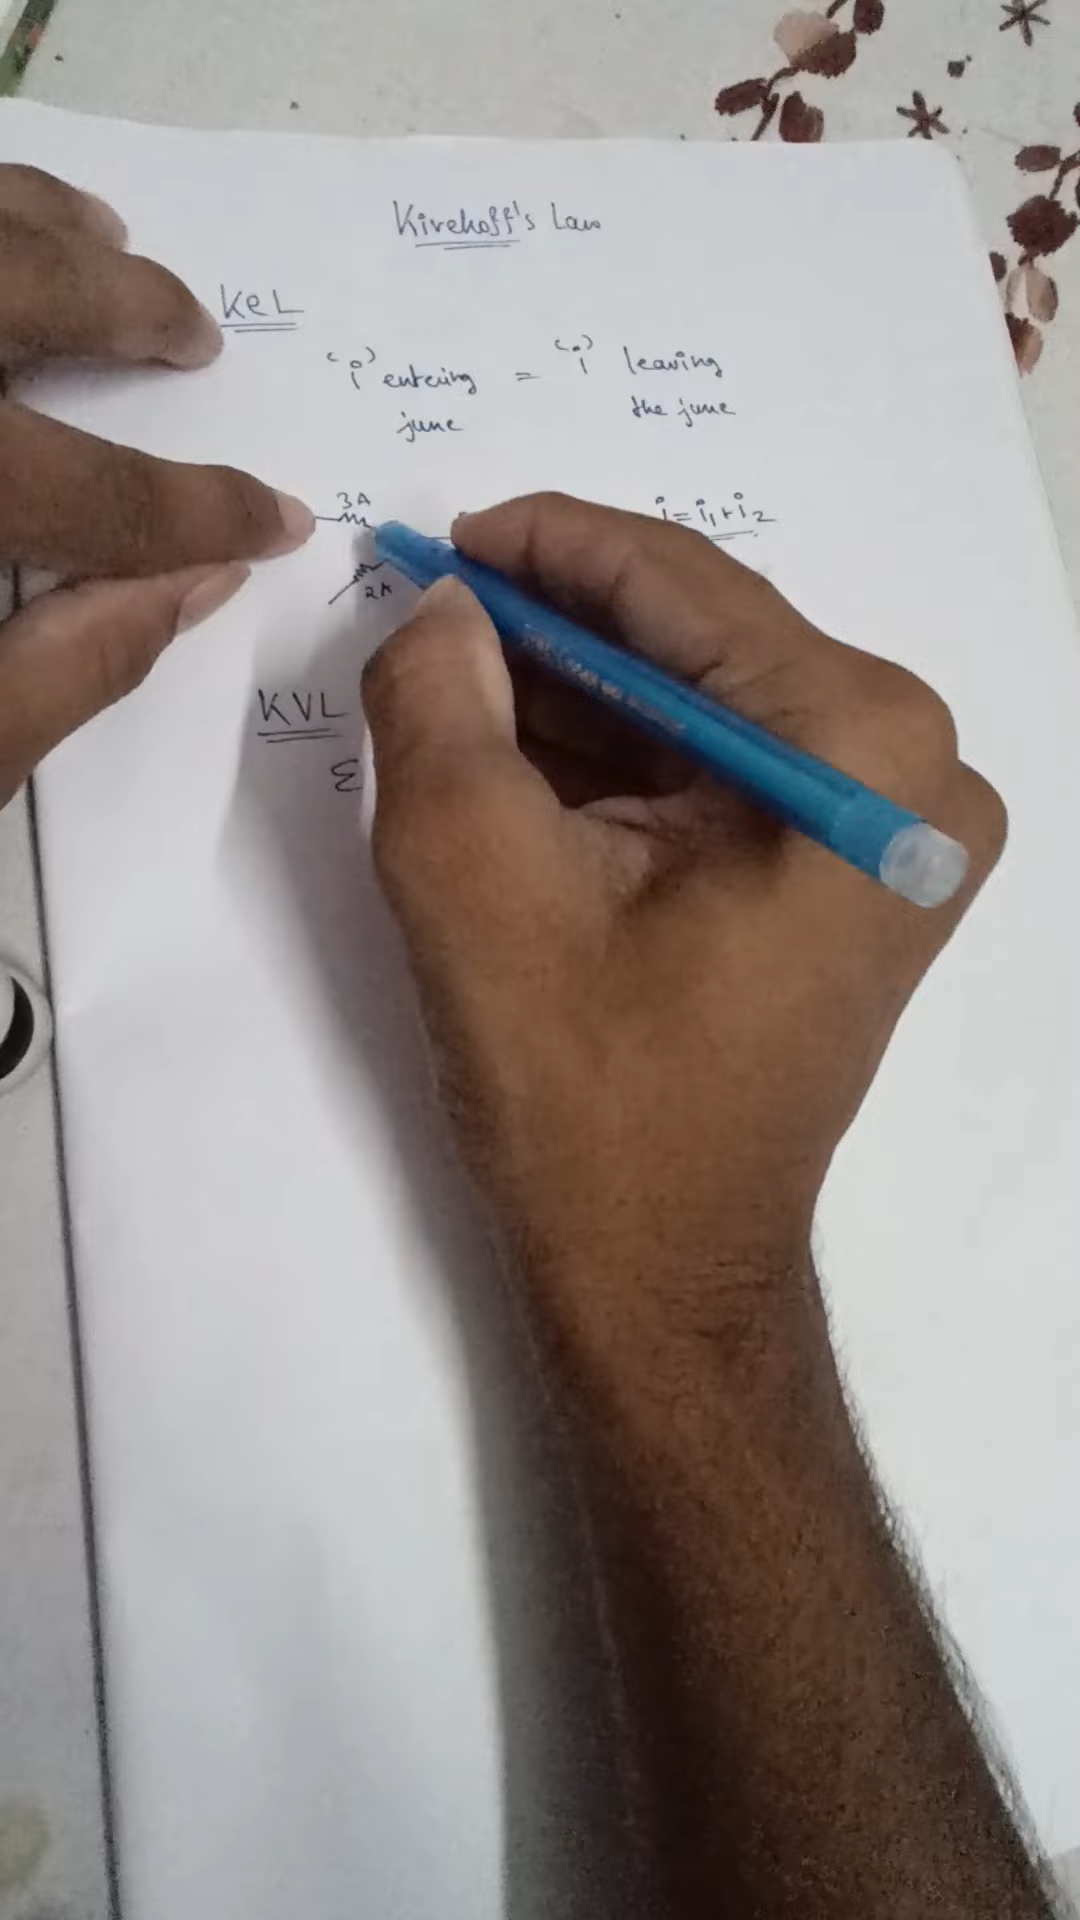 Kirchoff's Law
KCL
"i" entering = "i" leaving
junc the junc
3A
i = i₁+i₂
2A
KVL
Σ